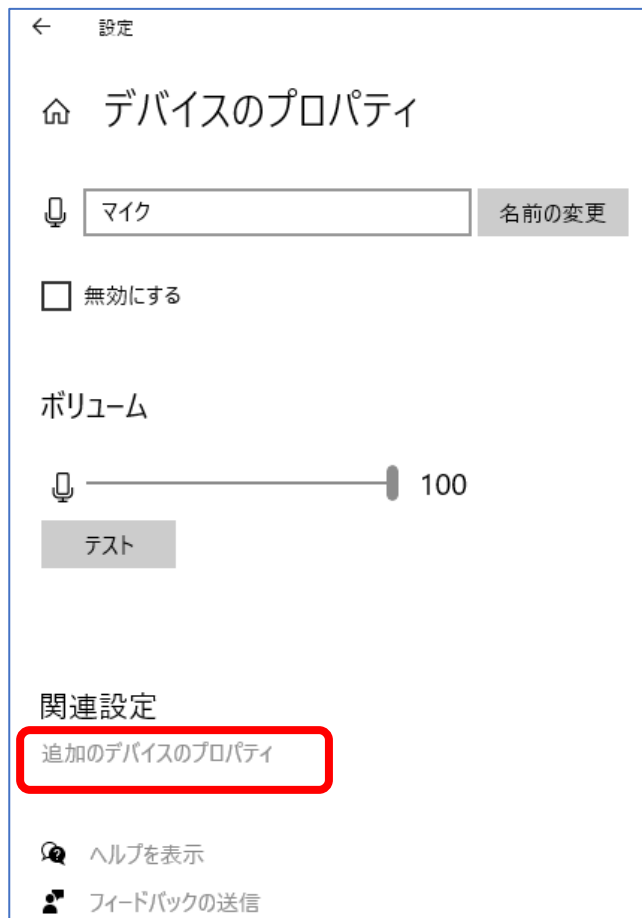 設定
デバイスのプロパティ
マイク
名前の変更
無効にする
ボリューム
100
テスト
関連設定
追加のデバイスのプロパティ
ヘルプを表示
フィードバックの送信